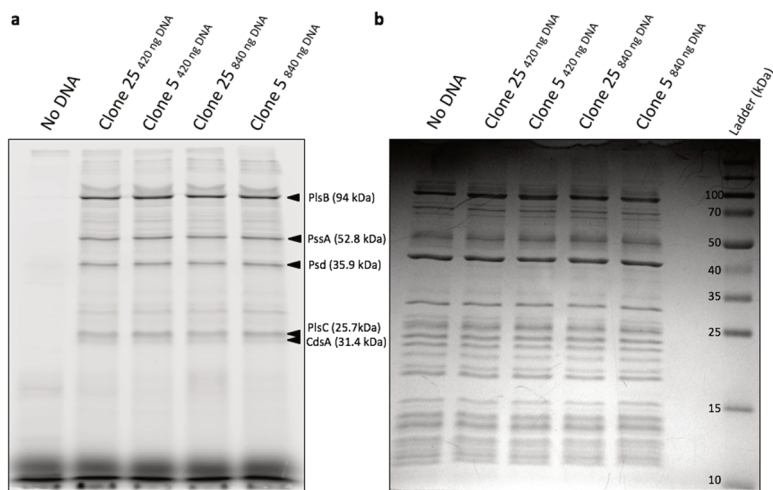 a
No DNA
Clone 25 420 ng DNA
Clone 5 420 ng DNA
Clone 25 840 ng DNA
Clone 5 840 ng DNA
PlsB (94 kDa)
PssA (52.8 kDa)
Psd (35.9 kDa)
PlsC (25.7kDa)
CdsA (31.4 kDa)
b
No DNA
Clone 25 420 ng DNA
Clone 5 420 ng DNA
Clone 25 840 ng DNA
Clone 5 840 ng DNA
Ladder (kDa)
100
70
50
40
35
25
15
10